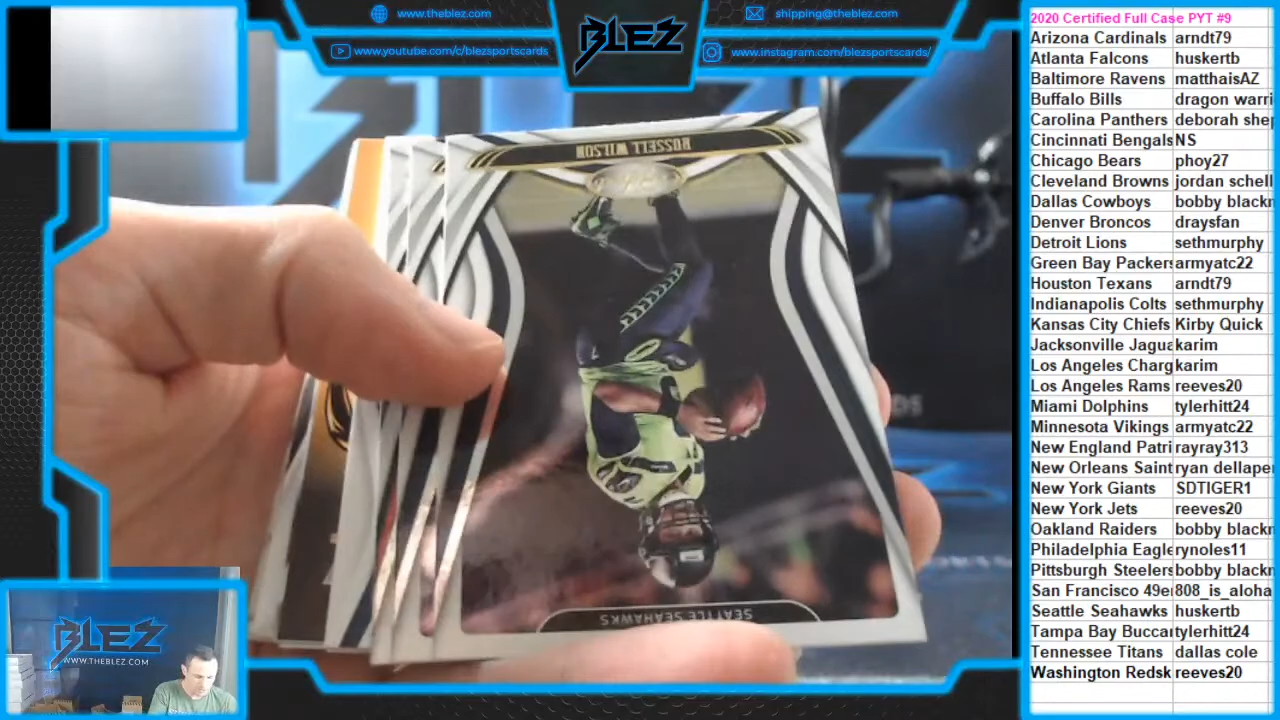 www.theblez.com
www.youtube.com/c/blezsportscards
BLEZ
shipping@theblez.com
www.instagram.com/blezsportscards/
RUSSELL WILSON
SEATTLE SEAHAWKS
BLEZ
WWW.THEBLEZ.COM
2020 Certified Full Case PYT #9
Arizona Cardinals arndt79
Atlanta Falcons huskertb
Baltimore Ravens matthaisAZ
Buffalo Bills dragon warri
Carolina Panthers deborah shep
Cincinnati Bengals NS
Chicago Bears phoy27
Cleveland Browns jordan schell
Dallas Cowboys bobby blackn
Denver Broncos draysfan
Detroit Lions sethmurphy
Green Bay Packers armyatc22
Houston Texans arndt79
Indianapolis Colts sethmurphy
Kansas City Chiefs Kirby Quick
Jacksonville Jagua karim
Los Angeles Charg karim
Los Angeles Rams reeves20
Miami Dolphins tylerhitt24
Minnesota Vikings armyatc22
New England Patri rayray313
New Orleans Saint ryan dellape
New York Giants SDTIGER1
New York Jets reeves20
Oakland Raiders bobby blackn
Philadelphia Eagle rynoles11
Pittsburgh Steelers bobby blackn
San Francisco 49e 808_is_aloha
Seattle Seahawks huskertb
Tampa Bay Buccar tylerhitt24
Tennessee Titans dallas cole
Washington Redsk reeves20